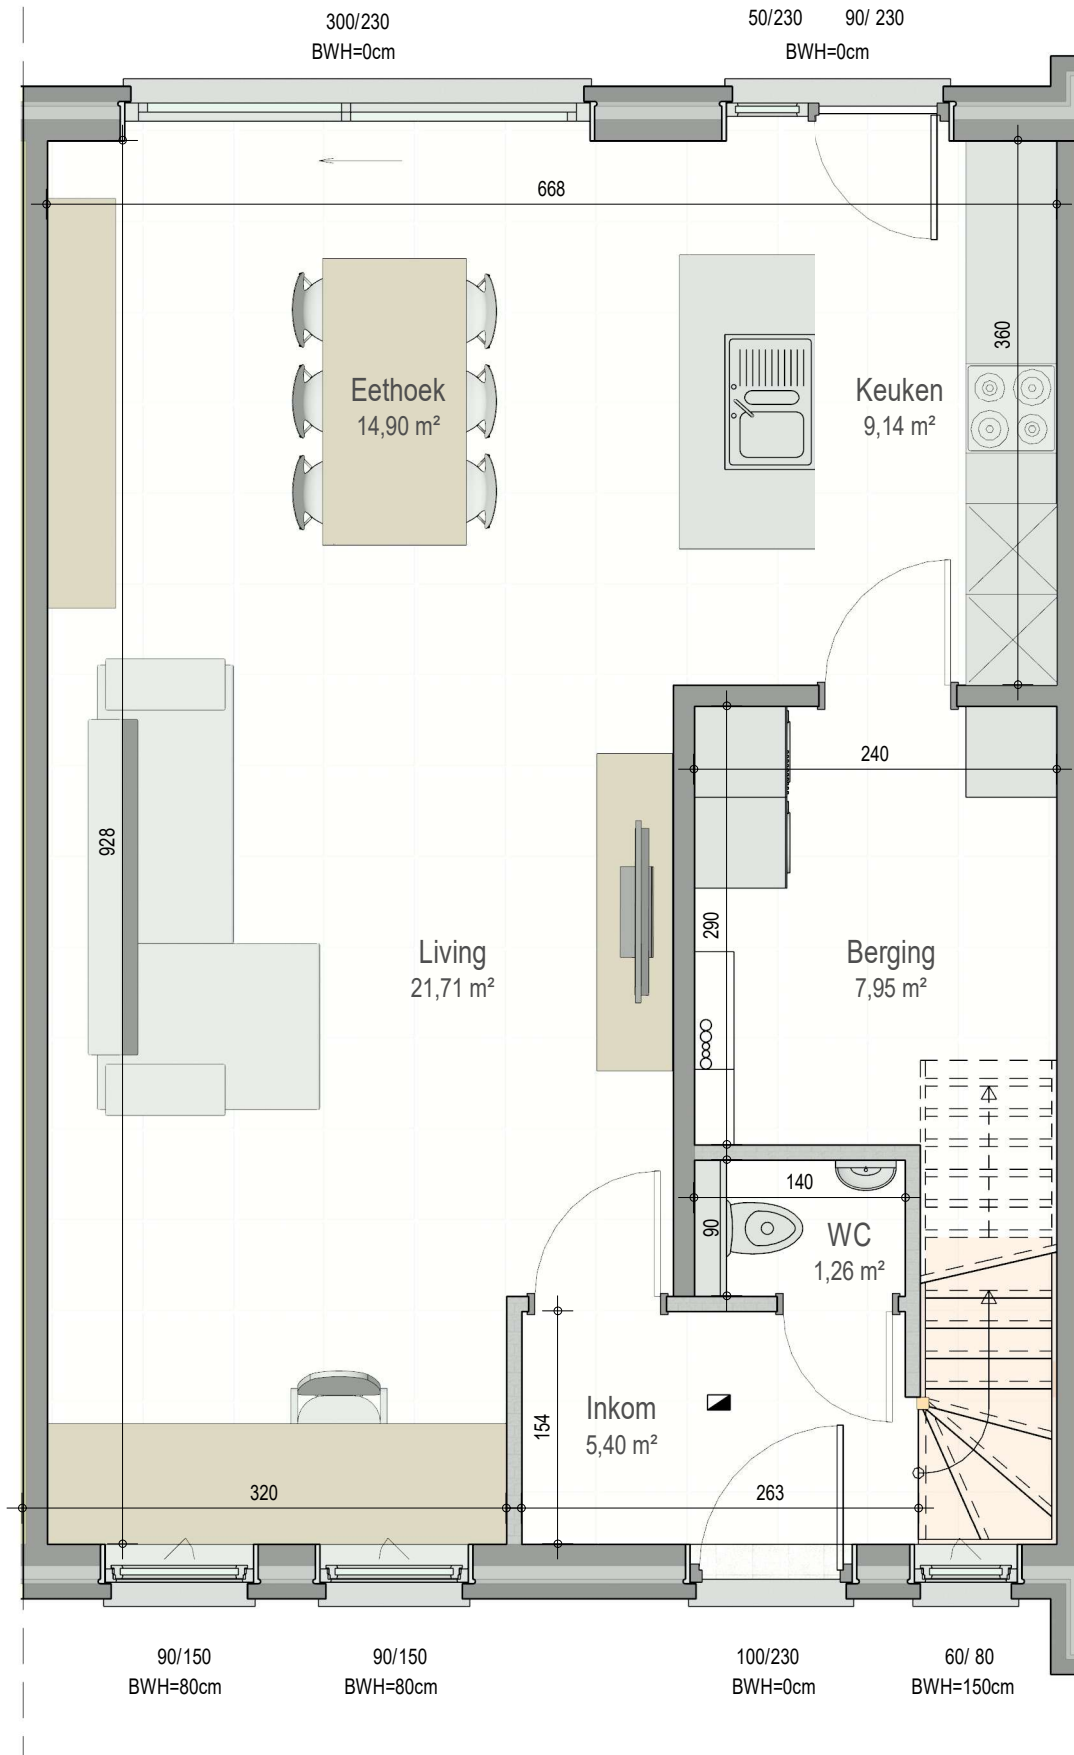 300/230
BWH=0cm
50/230
90/ 230
BWH=0cm
668
360
Eethoek
14,90 m²
Keuken
9,14 m²
240
928
290
Living
21,71 m²
Berging
7,95 m²
140
90
WC
1,26 m²
Inkom
5,40 m²
154
320
263
90/150
BWH=80cm
90/150
BWH=80cm
100/230
BWH=0cm
60/ 80
BWH=150cm